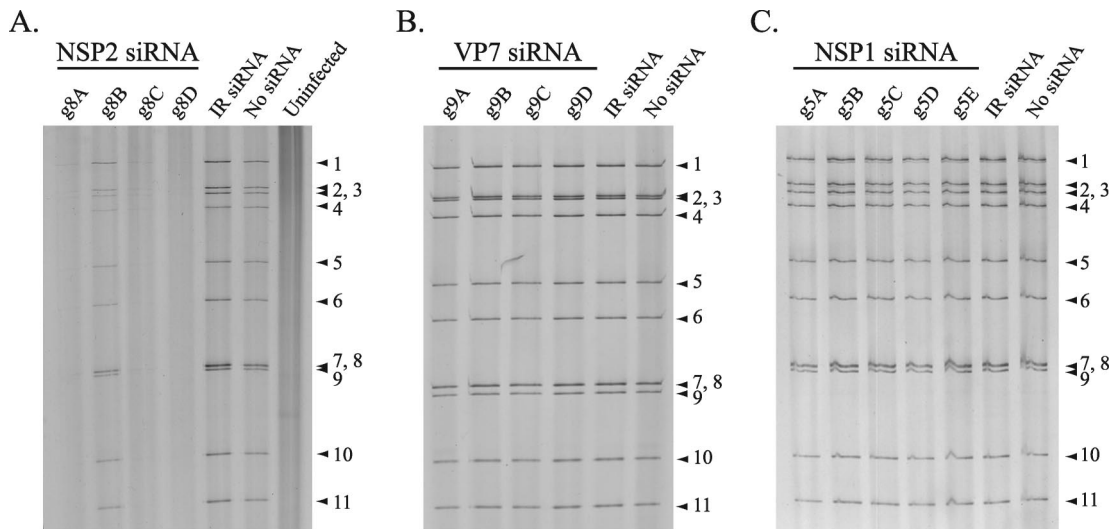 A.
NSP2 siRNA
g8A
g8B
g8C
g8D
IR siRNA
No siRNA
Uninfected
1
2, 3
4
5
6
7, 8
9
10
11
B.
VP7 siRNA
g9A
g9B
g9C
g9D
IR siRNA
No siRNA
1
2, 3
4
5
6
7, 8
9
10
11
C.
NSP1 siRNA
g5A
g5B
g5C
g5D
g5E
IR siRNA
No siRNA
1
2, 3
4
5
6
7, 8
9
10
11